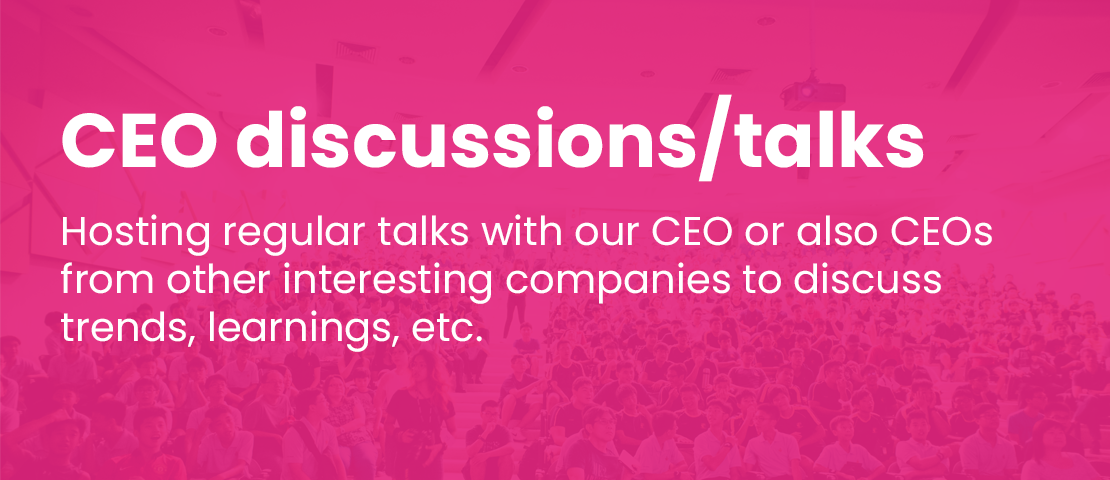 CEO discussions/talks
Hosting regular talks with our CEO or also CEOs
from other interesting companies to discuss
trends, learnings, etc.